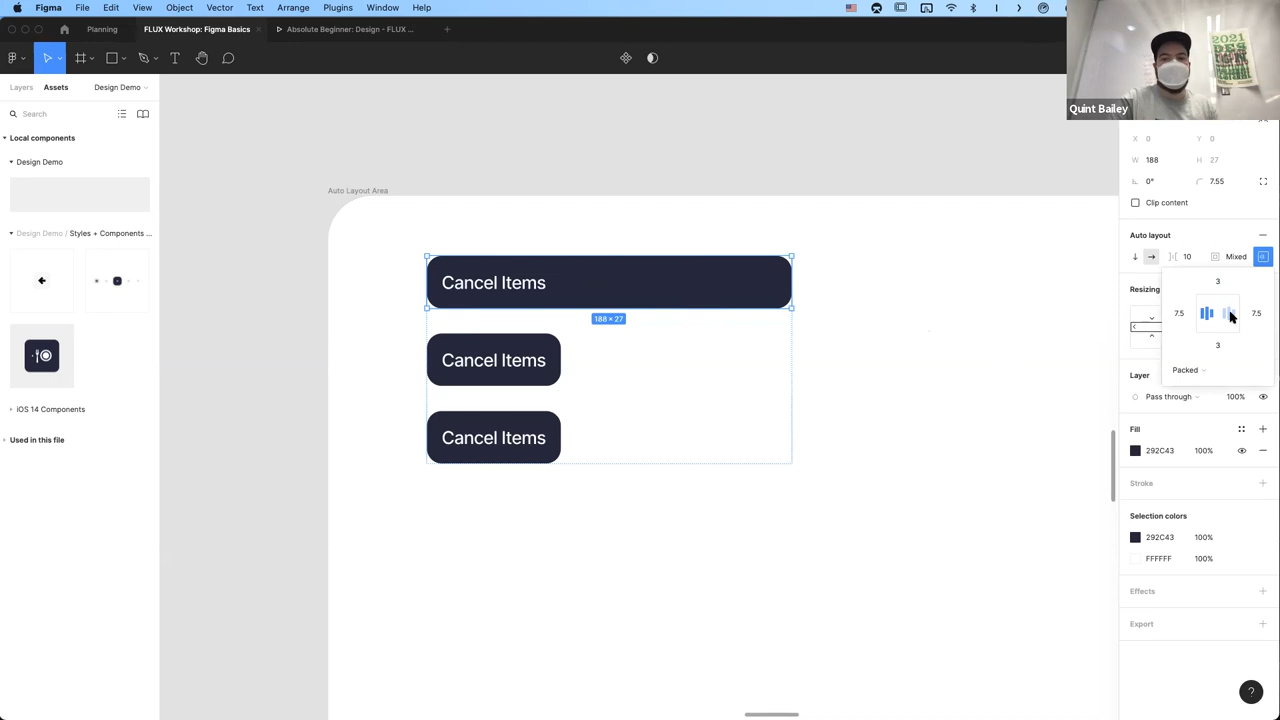 Figma File Edit View Object Vector Text Arrange Plugins Window Help
Planning FLUX Workshop: Figma Basics Absolute Beginner: Design - FLUX ...
2021
Quint Bailey
Layers Assets Design Demo
Search
Local components
Design Demo
Design Demo / Styles + Components ...
iOS 14 Components
Used in this file
Auto Layout Area
Cancel Items
188 × 27
Cancel Items
Cancel Items
X 0 Y 0
W 188 H 27
0° 7.55
Clip content
Auto layout
10 Mixed
Resizing
3
7.5 7.5
3
Packed
Layer
Pass through 100%
Fill
292C43 100%
Stroke
Selection colors
292C43 100%
FFFFFF 100%
Effects
Export
?